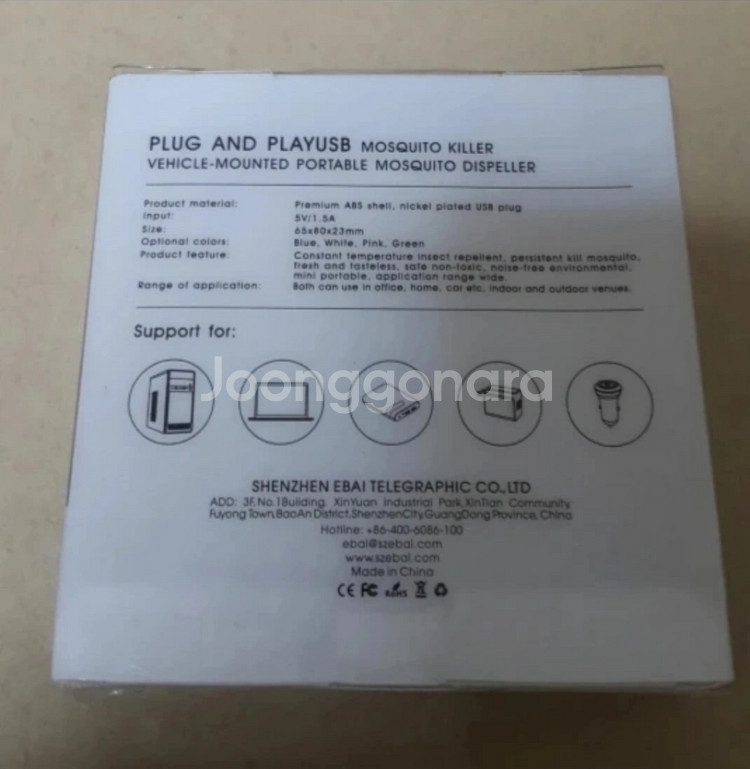 PLUG AND PLAYUSB MOSQUITO KILLER
VEHICLE-MOUNTED PORTABLE MOSQUITO DISPELLER
Product material: Premium ABS shell, nickel plated USB plug
Input: 5V/1.5A
Size: 65x80x23mm
Optional colors: Blue, White, Pink, Green
Product feature: Constant temperature insect repellent, persistent kill mosquito,
fresh and tasteless, safe non-toxic, noise-free environmental,
mini portable, application range wide.
Range of application: Both can use in office, home, car etc, indoor and outdoor venues.
Support for:
Joonggonara
SHENZHEN EBAI TELEGRAPHIC CO.,LTD
ADD: 3F, No.1Building, XinYuan Industrial Park, XinTian Community,
Fuyong Town, BaoAn District, ShenzhenCity, GuangDong Province, China
Hotline: +86-400-6086-100
ebai@szebai.com
www.szebai.com
Made in China
CE FC RoHS